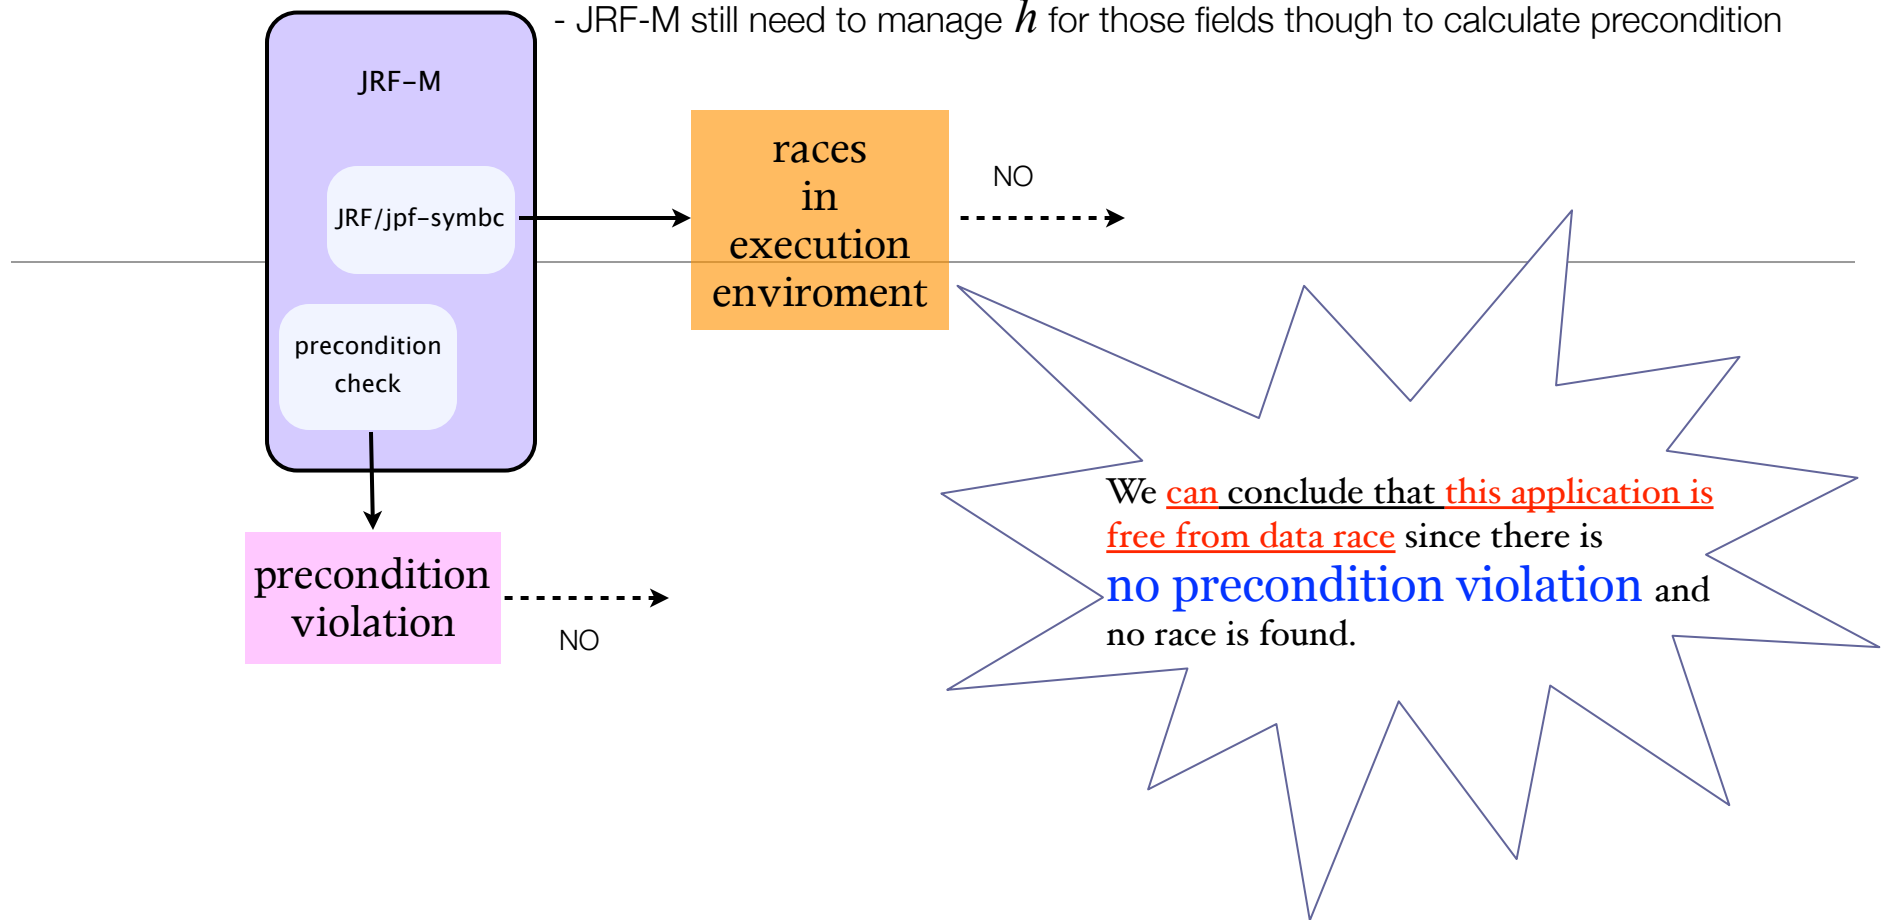 - JRF-M still need to manage h for those fields though to calculate precondition
JRF-M
races
in
execution
enviroment
NO
JRF/jpf-symbc
precondition
check
We can conclude that this application is
free from data race since there is
no precondition violation and
no race is found.
precondition
violation
NO